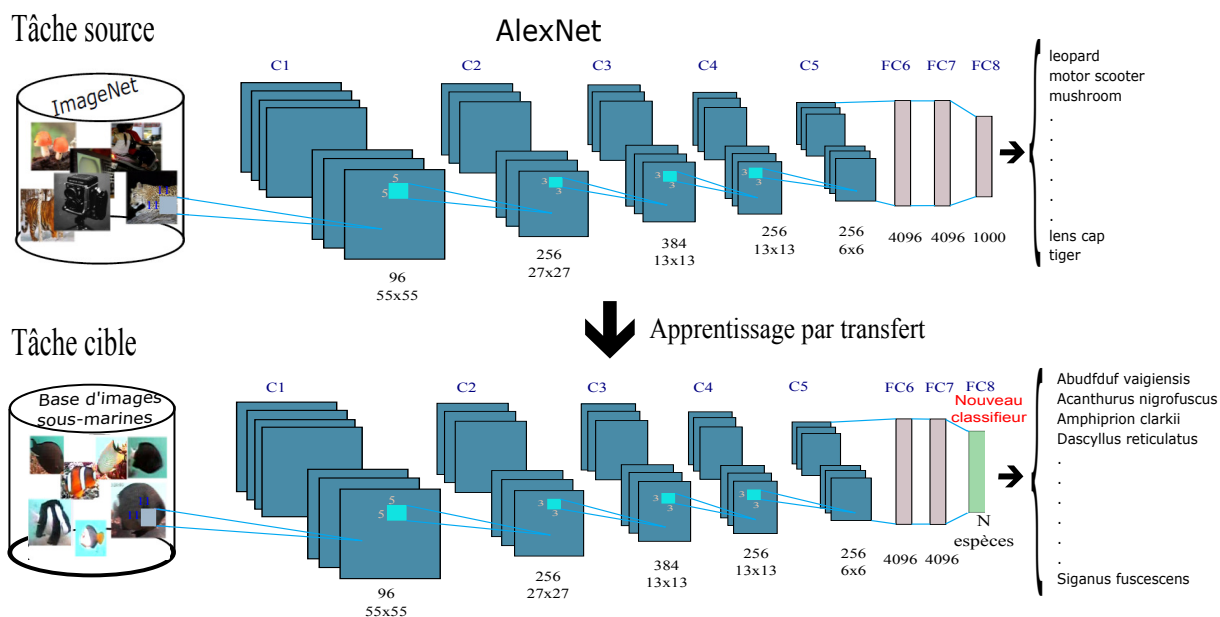 Tâche source
AlexNet
ImageNet
11
11
C1
C2
C3
C4
C5
FC6
FC7
FC8
5
5
3
3
3
3
3
3
96
55x55
256
27x27
384
13x13
256
13x13
256
6x6
4096
4096
1000
leopard
motor scooter
mushroom
.
.
.
.
.
.
lens cap
tiger
Apprentissage par transfert
Tâche cible
Base d'images
sous-marines
11
11
C1
C2
C3
C4
C5
FC6
FC7
FC8
Nouveau
classifieur
5
5
3
3
3
3
3
3
96
55x55
256
27x27
384
13x13
256
13x13
256
6x6
4096
4096
N
espèces
Abudfduf vaigiensis
Acanthurus nigrofuscus
Amphiprion clarkii
Dascyllus reticulatus
.
.
.
.
.
.
Siganus fuscescens